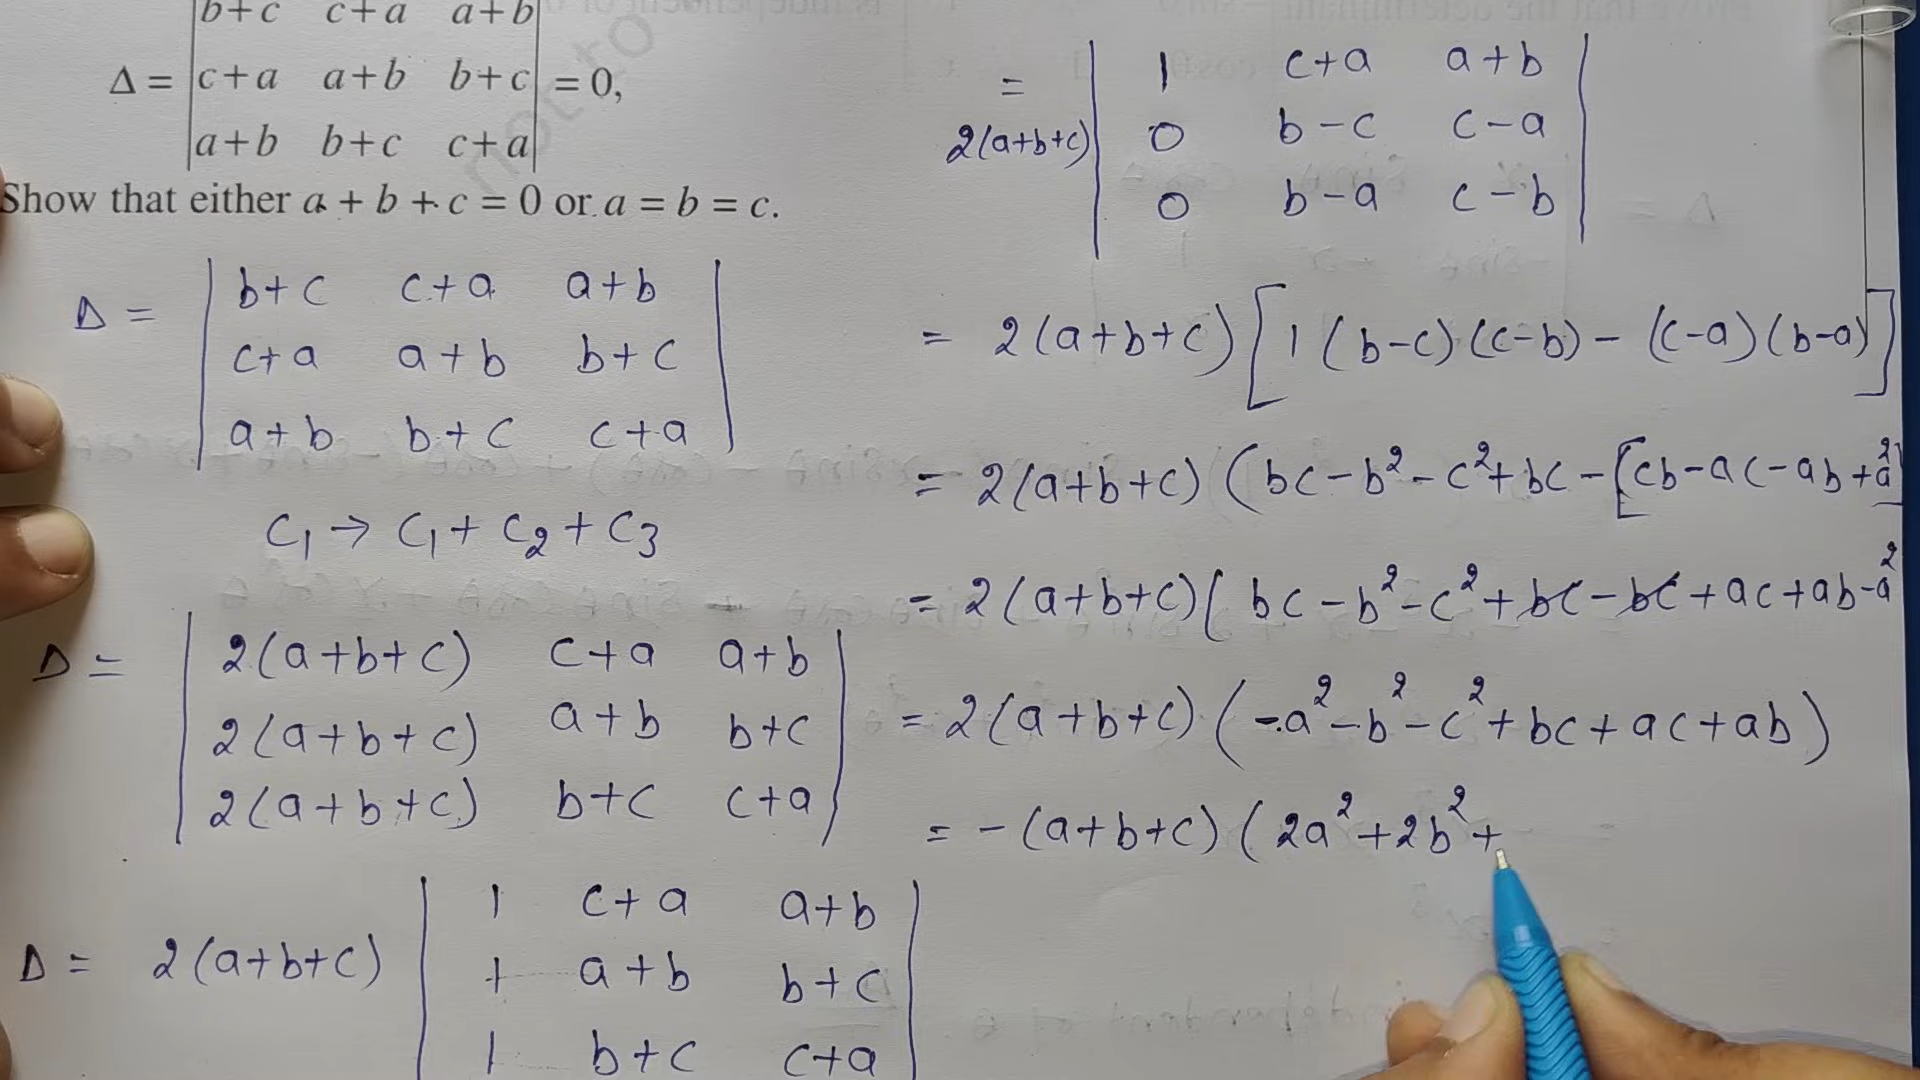 b+c c+a a+b
Δ = c+a a+b b+c = 0,
a+b b+c c+a
Show that either a + b + c = 0 or a = b = c.
Δ = b+c c+a a+b
c+a a+b b+c
a+b b+c c+a
C₁ → C₁ + C₂ + C₃
Δ = 2(a+b+c) c+a a+b
2(a+b+c) a+b b+c
2(a+b+c) b+c c+a
Δ = 2(a+b+c) 1 c+a a+b
1 a+b b+c
1 b+c c+a
= 1 c+a a+b
2(a+b+c) 0 b-c c-a
0 b-a c-b
= 2(a+b+c) [1(b-c)(c-b) - (c-a)(b-a)]
= 2(a+b+c) (bc-b²-c²+bc-[cb-ac-ab+a²]
= 2(a+b+c) (bc-b²-c²+bc-bc+ac+ab-a²
= 2(a+b+c) (-a²-b²-c²+bc+ac+ab)
= -(a+b+c) (2a²+2b²+